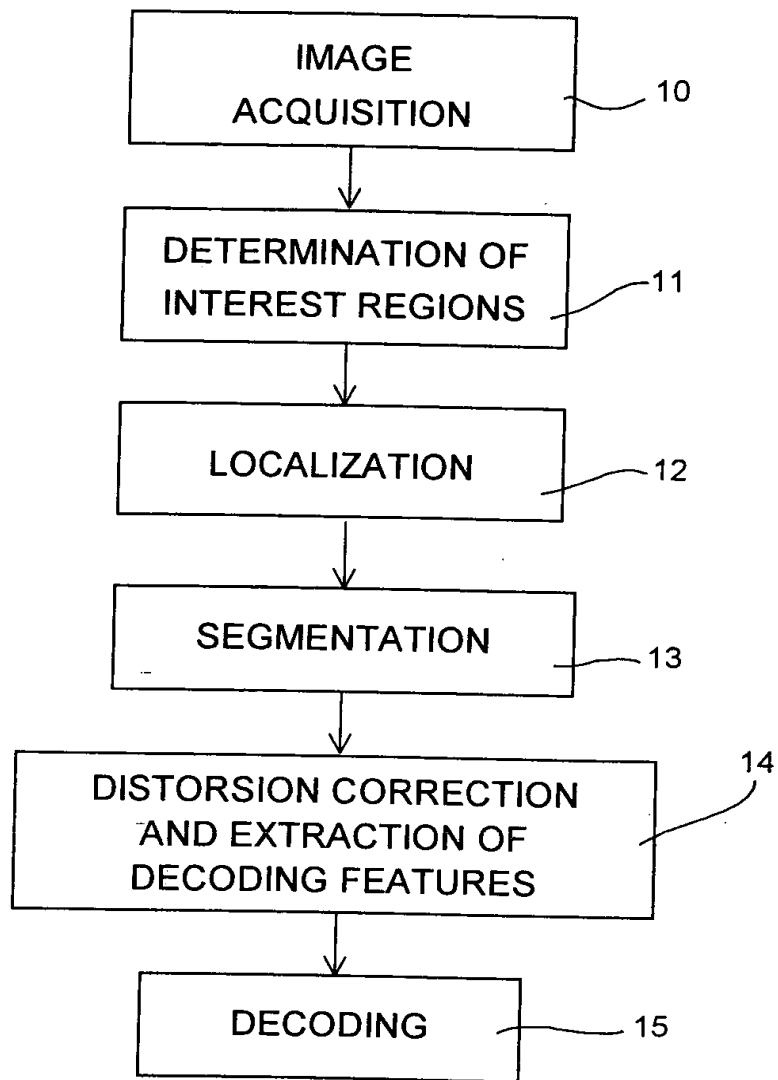 IMAGE
ACQUISITION
10
DETERMINATION OF
INTEREST REGIONS
11
LOCALIZATION
12
SEGMENTATION
13
14
DISTORSION CORRECTION
AND EXTRACTION OF
DECODING FEATURES
DECODING
15